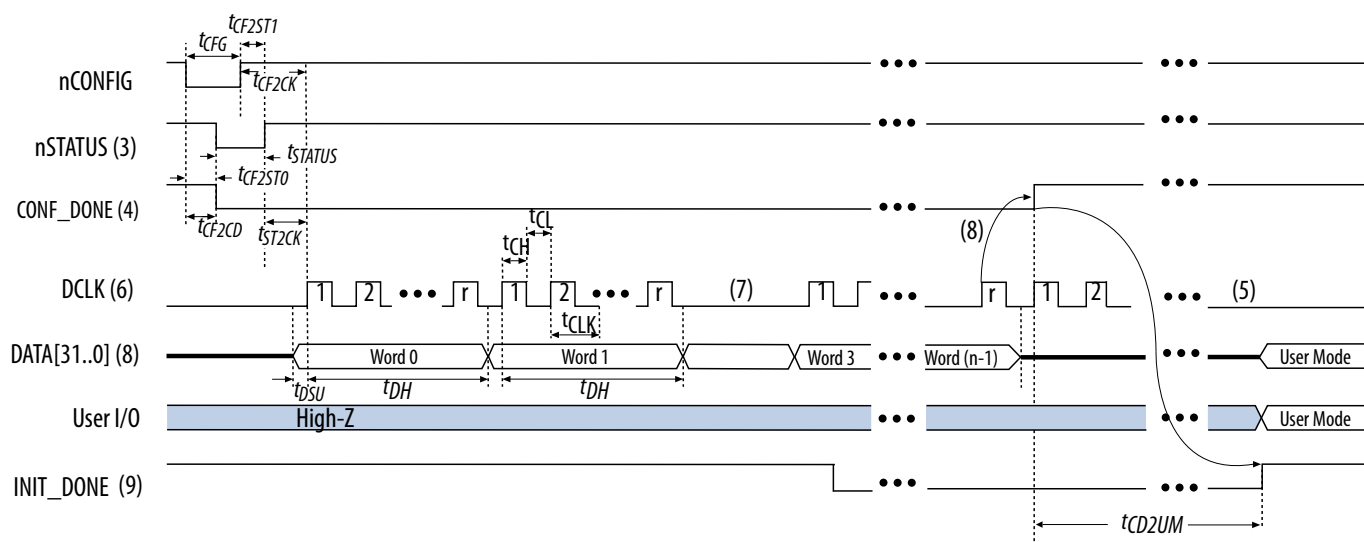 tCF2ST1
tCFG
nCONFIG
tCF2CK
nSTATUS (3)
tSTATUS
tCF2ST0
CONF_DONE (4)
tCF2CD
tST2CK
tCL
tCH
(8)
DCLK (6)
1 2 r 1 2 r (7) 1 r 1 2 (5)
tCLK
DATA[31..0] (8) Word 0 Word 1 Word 3 Word (n-1) User Mode
tDSU tDH tDH
User I/O High-Z User Mode
INIT_DONE (9)
tCD2UM